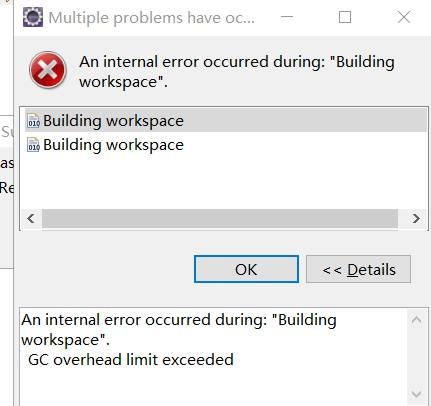 Multiple problems have oc...
An internal error occurred during: "Building
workspace".
Building workspace
Building workspace
OK
<< Details
An internal error occurred during: "Building
workspace".
GC overhead limit exceeded